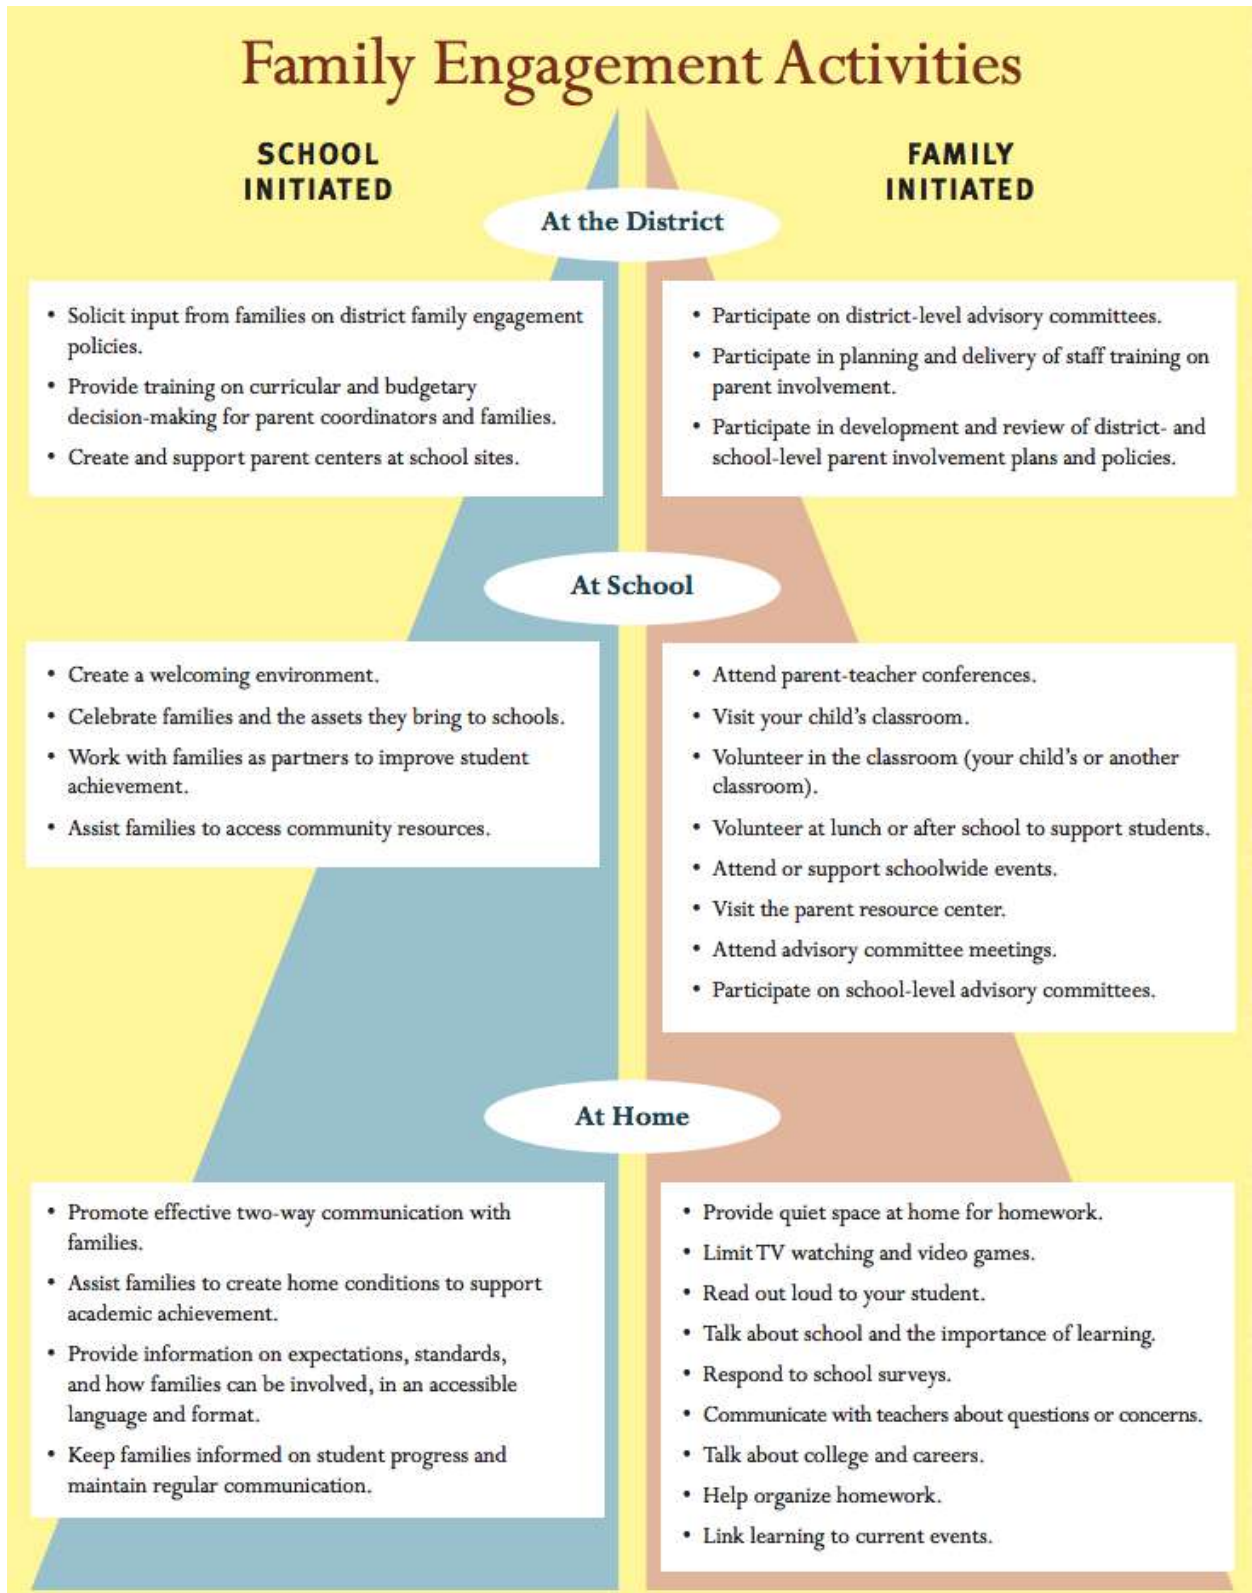 Family Engagement Activities
SCHOOL
INITIATED
FAMILY
INITIATED
At the District
• Solicit input from families on district family engagement
policies.
• Provide training on curricular and budgetary
decision-making for parent coordinators and families.
• Create and support parent centers at school sites.
• Participate on district-level advisory committees.
• Participate in planning and delivery of staff training on
parent involvement.
• Participate in development and review of district- and
school-level parent involvement plans and policies.
At School
• Create a welcoming environment.
• Celebrate families and the assets they bring to schools.
• Work with families as partners to improve student
achievement.
• Assist families to access community resources.
• Attend parent-teacher conferences.
• Visit your child's classroom.
• Volunteer in the classroom (your child's or another
classroom).
• Volunteer at lunch or after school to support students.
• Attend or support schoolwide events.
• Visit the parent resource center.
• Attend advisory committee meetings.
• Participate on school-level advisory committees.
At Home
• Promote effective two-way communication with
families.
• Assist families to create home conditions to support
academic achievement.
• Provide information on expectations, standards,
and how families can be involved, in an accessible
language and format.
• Keep families informed on student progress and
maintain regular communication.
• Provide quiet space at home for homework.
• Limit TV watching and video games.
• Read out loud to your student.
• Talk about school and the importance of learning.
• Respond to school surveys.
• Communicate with teachers about questions or concerns.
• Talk about college and careers.
• Help organize homework.
• Link learning to current events.